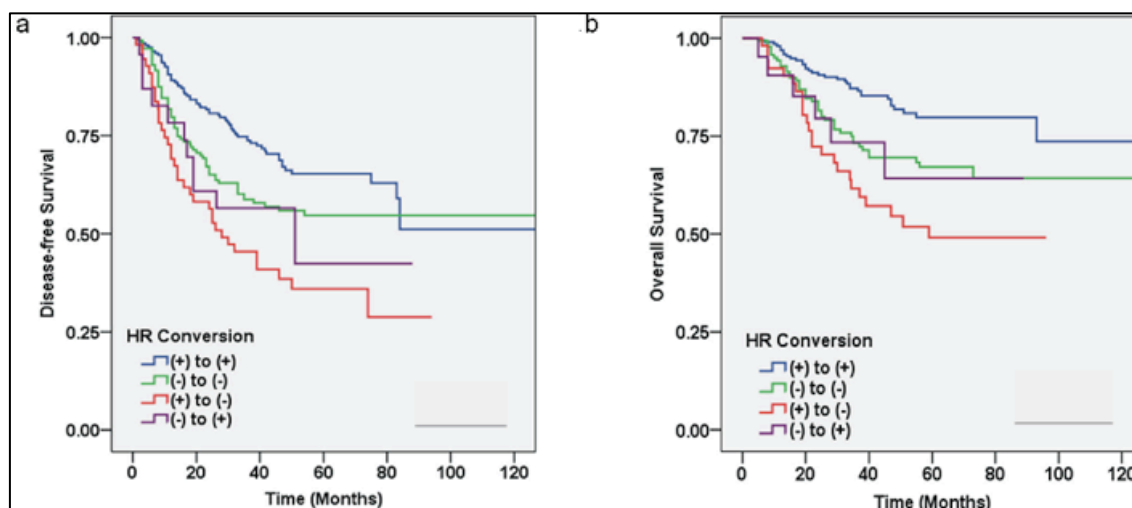 a
1.00
0.75
0.50
0.25
0.00
Disease-free Survival
HR Conversion
(+) to (+)
(-) to (-)
(+) to (-)
(-) to (+)
0 20 40 60 80 100 120
Time (Months)
b
1.00
0.75
0.50
0.25
0.00
Overall Survival
HR Conversion
(+) to (+)
(-) to (-)
(+) to (-)
(-) to (+)
0 20 40 60 80 100 120
Time (Months)